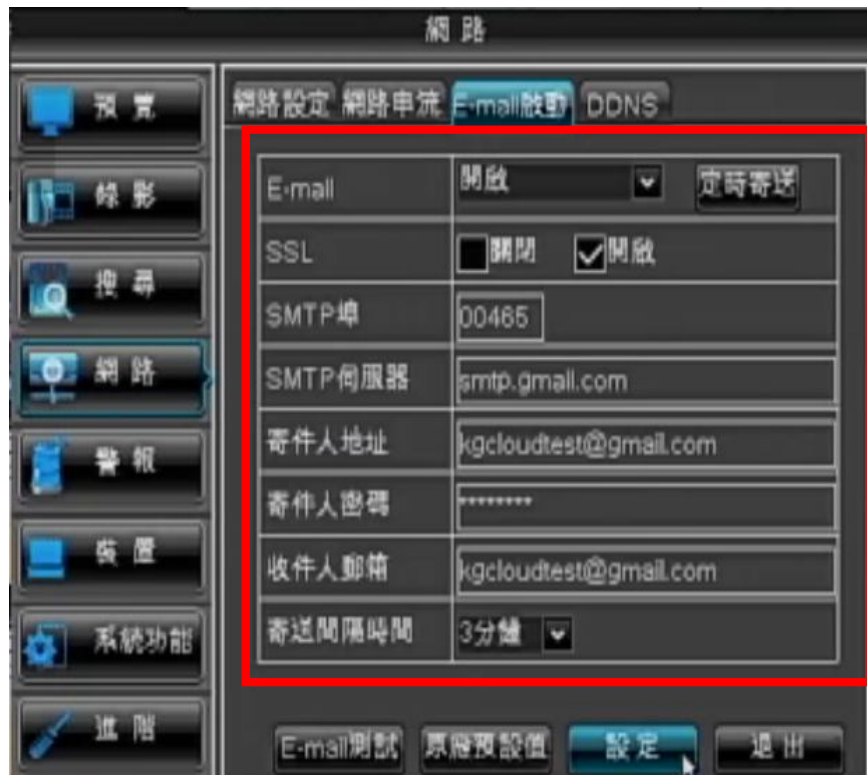 網路
預覽
錄影
搜尋
網路
警報
裝置
系統功能
進階
網路設定 網路串流 E-mail啟動 DDNS
E-mail 開啟 定時寄送
SSL 關閉 開啟
SMTP埠 00465
SMTP伺服器 smtp.gmail.com
寄件人地址 kgcloudtest@gmail.com
寄件人密碼 ********
收件人郵箱 kgcloudtest@gmail.com
寄送間隔時間 3分鐘
E-mail測試 原廠預設值 設定 退出